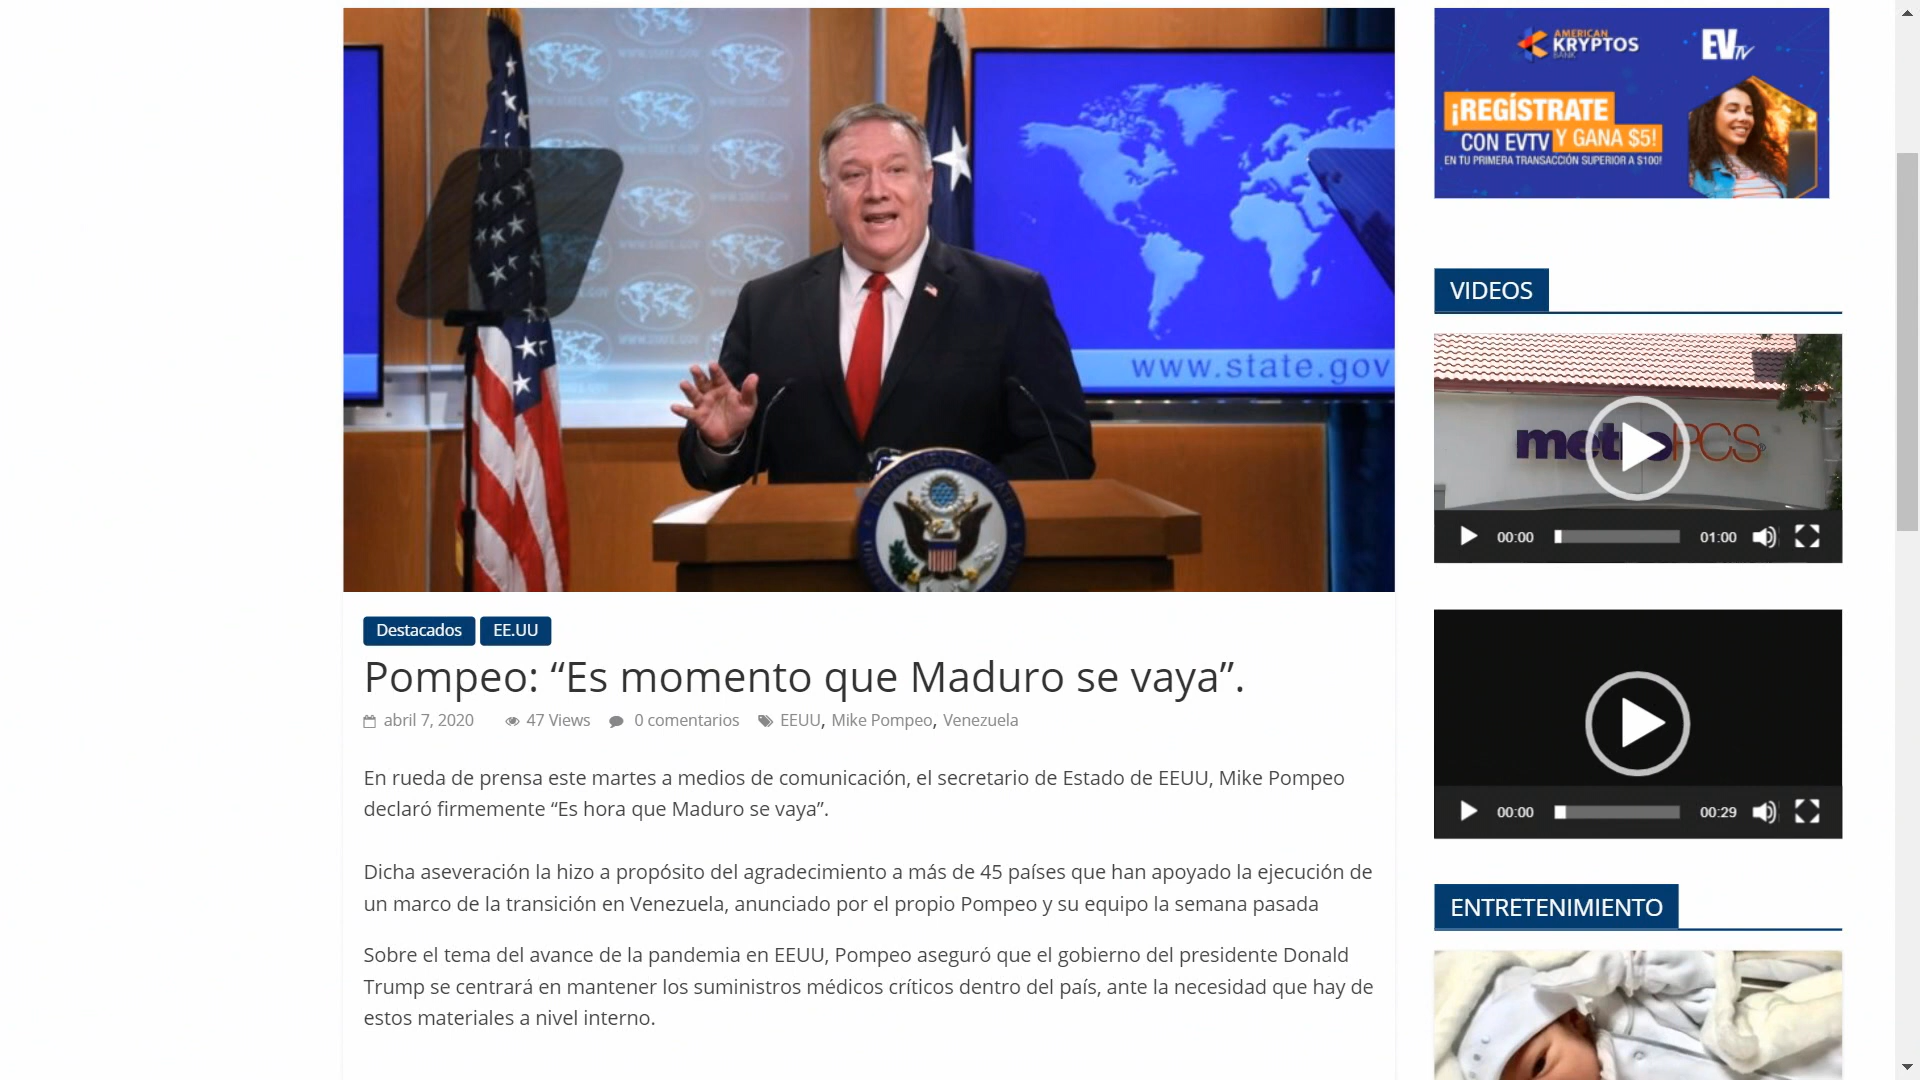 www.state.gov
DEPARTMENT OF STATE
Destacados
EE.UU
Pompeo: “Es momento que Maduro se vaya”.
abril 7, 2020 47 Views 0 comentarios EEUU, Mike Pompeo, Venezuela
En rueda de prensa este martes a medios de comunicación, el secretario de Estado de EEUU, Mike Pompeo
declaró firmemente “Es hora que Maduro se vaya”.
Dicha aseveración la hizo a propósito del agradecimiento a más de 45 países que han apoyado la ejecución de
un marco de la transición en Venezuela, anunciado por el propio Pompeo y su equipo la semana pasada
Sobre el tema del avance de la pandemia en EEUU, Pompeo aseguró que el gobierno del presidente Donald
Trump se centrará en mantener los suministros médicos críticos dentro del país, ante la necesidad que hay de
estos materiales a nivel interno.
AMERICAN
KRYPTOS
BANK
EVTV
¡REGÍSTRATE
CON EVTV Y GANA $5!
EN TU PRIMERA TRANSACCIÓN SUPERIOR A $100!
VIDEOS
metroPCS
00:00 01:00
00:00 00:29
ENTRETENIMIENTO